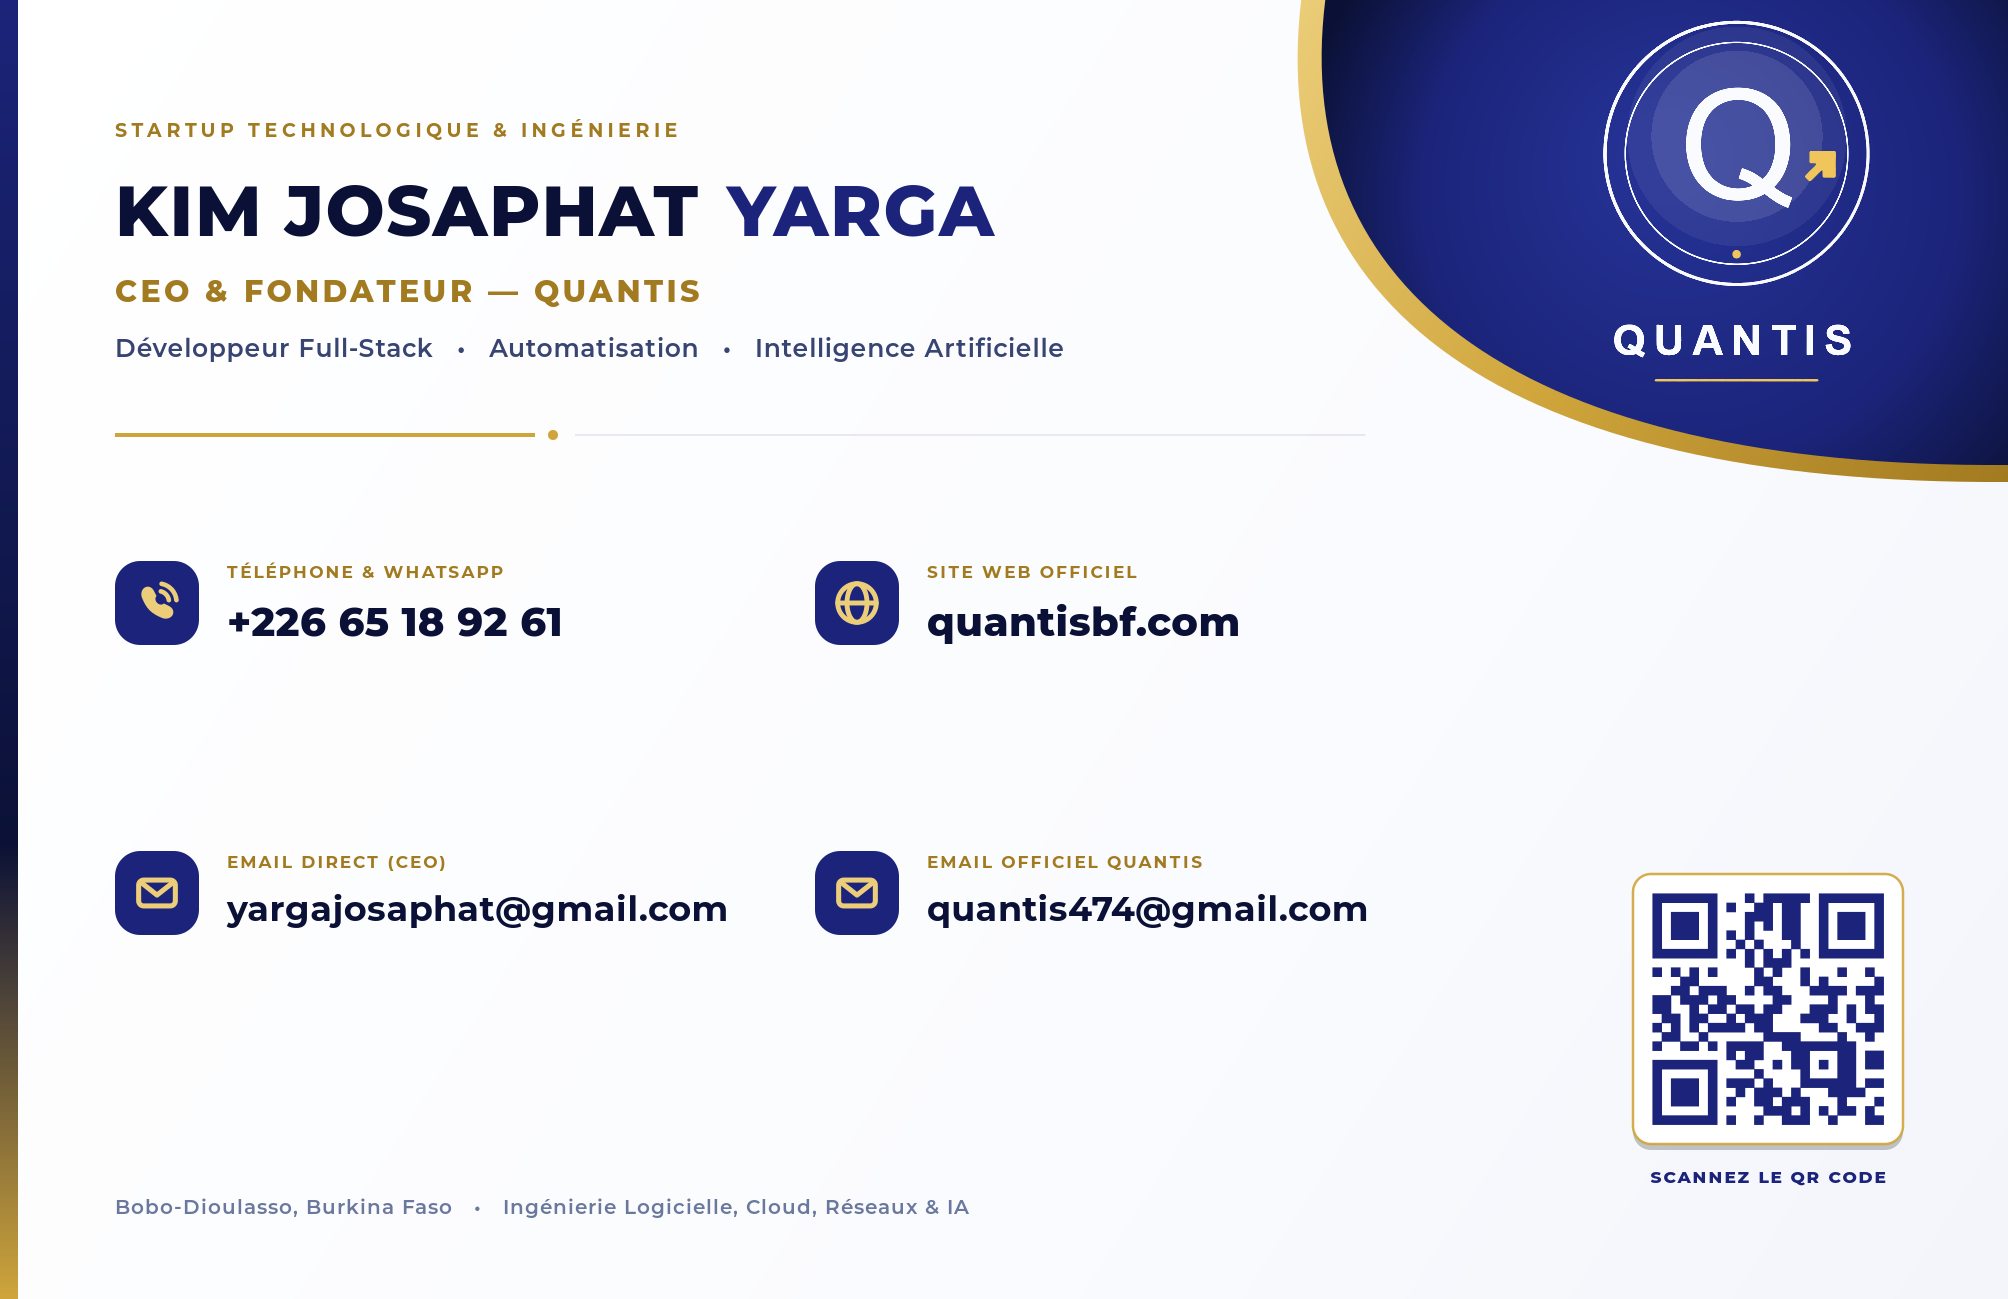 STARTUP TECHNOLOGIQUE & INGÉNIERIE
KIM JOSAPHAT YARGA
CEO & FONDATEUR — QUANTIS
Développeur Full-Stack • Automatisation • Intelligence Artificielle
Q
QUANTIS
TÉLÉPHONE & WHATSAPP
+226 65 18 92 61
SITE WEB OFFICIEL
quantisbf.com
EMAIL DIRECT (CEO)
yargajosaphat@gmail.com
EMAIL OFFICIEL QUANTIS
quantis474@gmail.com
SCANNEZ LE QR CODE
Bobo-Dioulasso, Burkina Faso • Ingénierie Logicielle, Cloud, Réseaux & IA